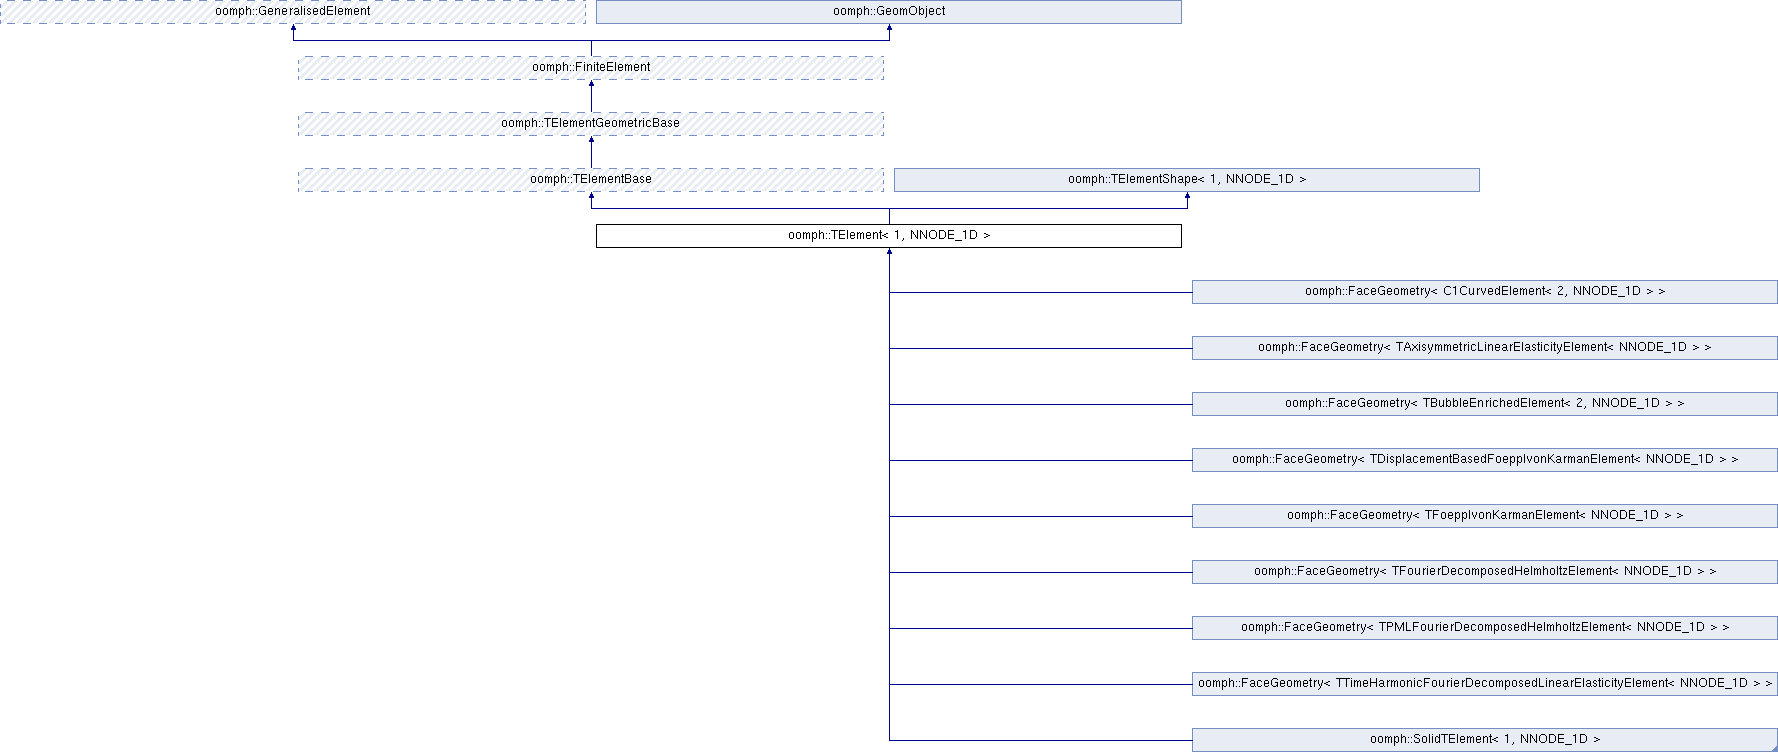 oomph::GeneralisedElement
oomph::GeomObject
oomph::FiniteElement
oomph::TElementGeometricBase
oomph::TElementBase
oomph::TElementShape< 1, NNODE_1D >
oomph::TElement< 1, NNODE_1D >
oomph::FaceGeometry< C1CurvedElement< 2, NNODE_1D > >
oomph::FaceGeometry< TAxisymmetricLinearElasticityElement< NNODE_1D > >
oomph::FaceGeometry< TBubbleEnrichedElement< 2, NNODE_1D > >
oomph::FaceGeometry< TDisplacementBasedFoepplvonKarmanElement< NNODE_1D > >
oomph::FaceGeometry< TFoepplvonKarmanElement< NNODE_1D > >
oomph::FaceGeometry< TFourierDecomposedHelmholtzElement< NNODE_1D > >
oomph::FaceGeometry< TPMLFourierDecomposedHelmholtzElement< NNODE_1D > >
oomph::FaceGeometry< TTimeHarmonicFourierDecomposedLinearElasticityElement< NNODE_1D > >
oomph::SolidTElement< 1, NNODE_1D >